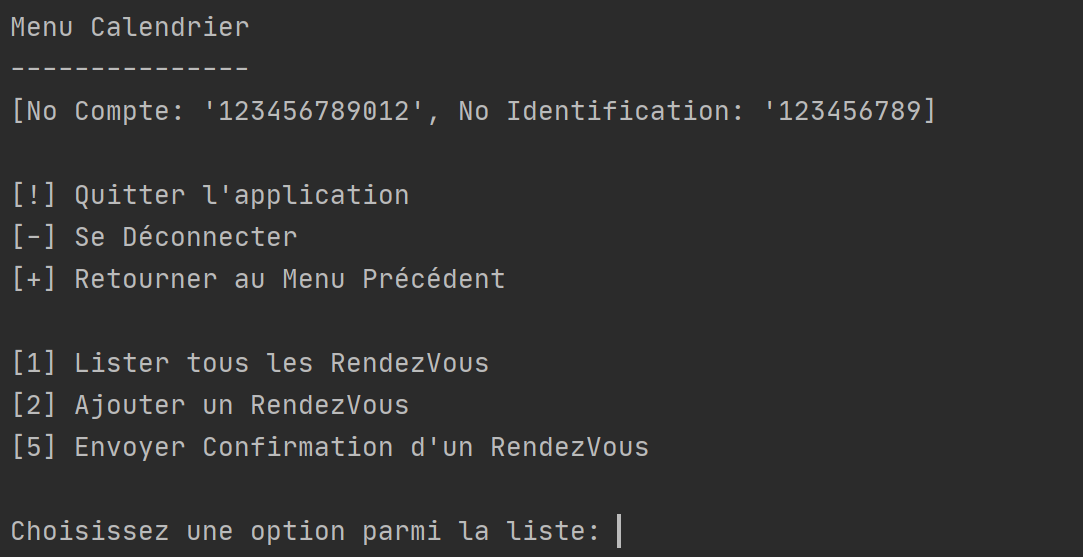 Menu Calendrier
---------------
[No Compte: '123456789012', No Identification: '123456789]
[!] Quitter l'application
[-] Se Déconnecter
[+] Retourner au Menu Précédent
[1] Lister tous les RendezVous
[2] Ajouter un RendezVous
[5] Envoyer Confirmation d'un RendezVous
Choisissez une option parmi la liste: